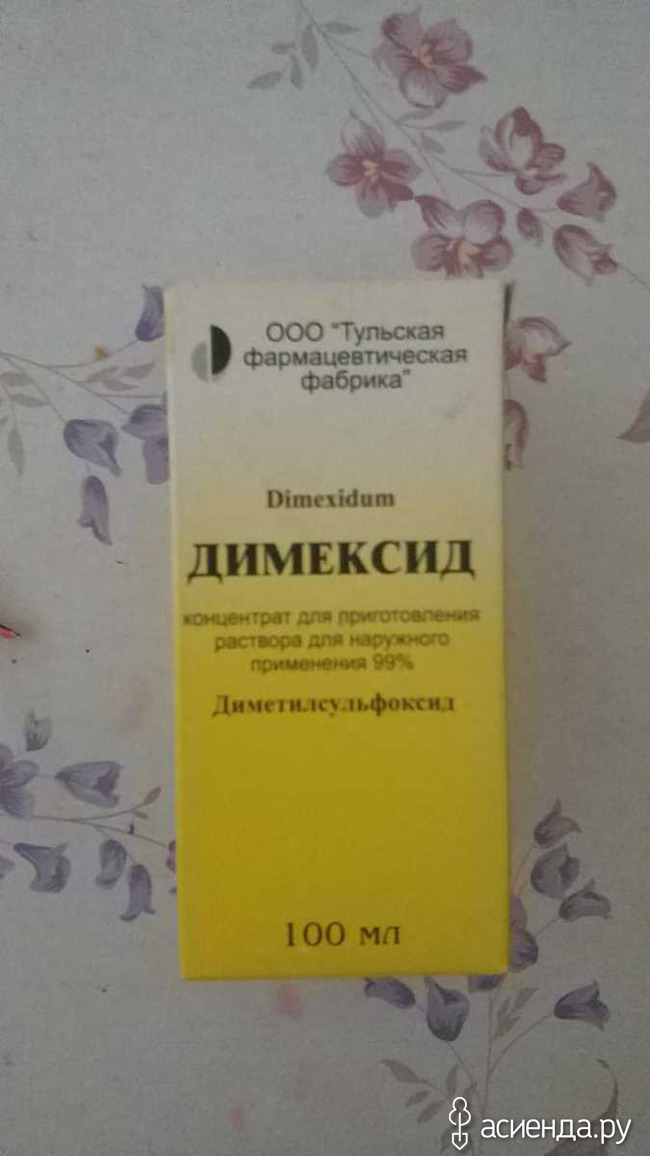 ООО "Тульская
фармацевтическая
фабрика"
Dimexidum
ДИМЕКСИД
концентрат для приготовления
раствора для наружного
применения 99%
Диметилсульфоксид
100 мл
асиенда.ру